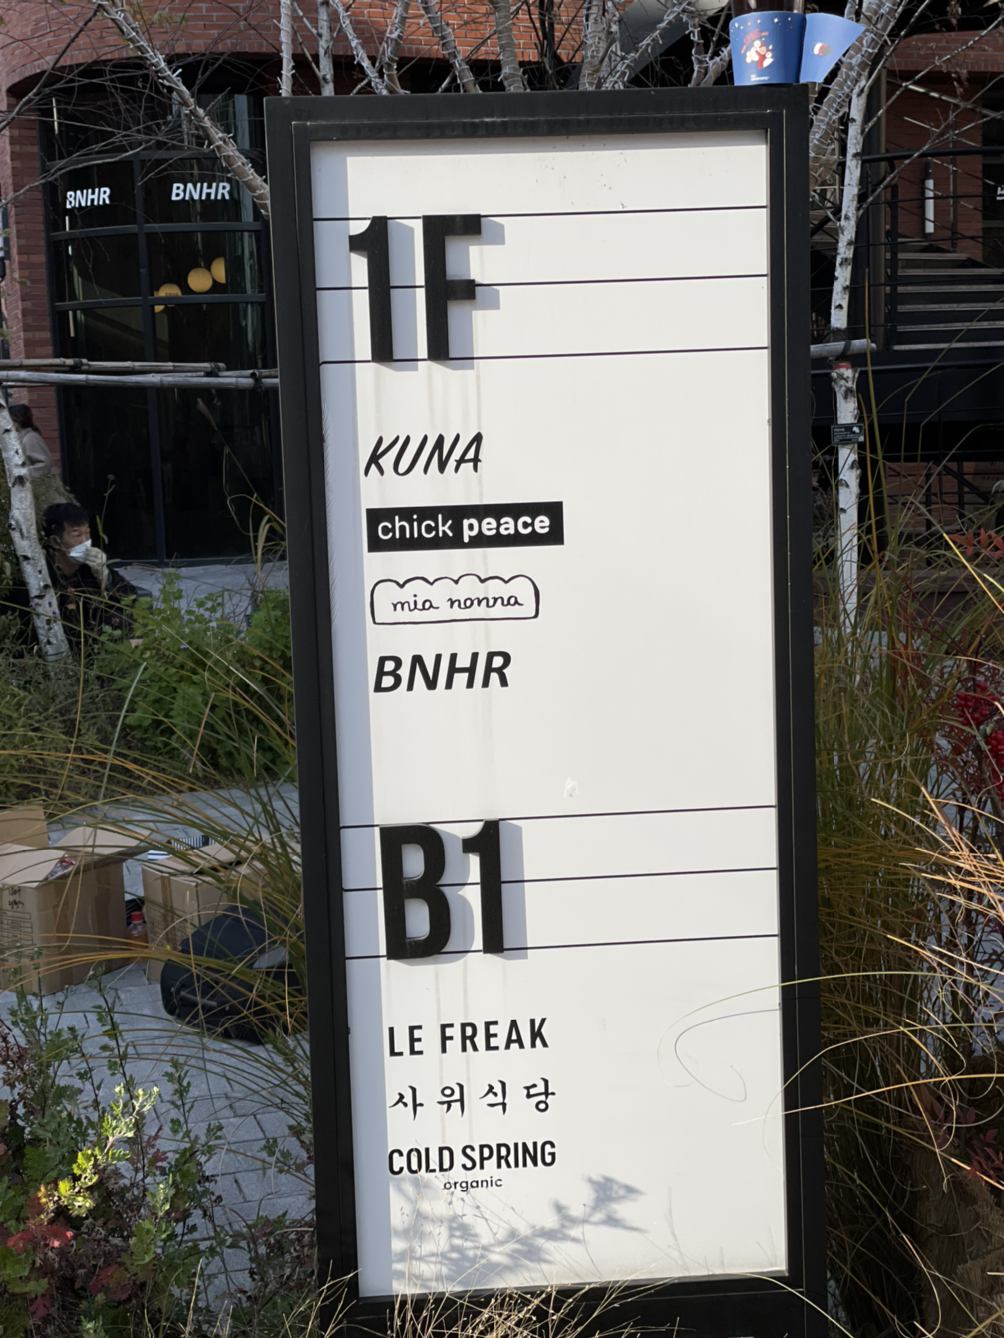 BNHR
BNHR
1F
KUNA
chick peace
mia nonna
BNHR
B1
LE FREAK
사위식당
COLD SPRING
organic